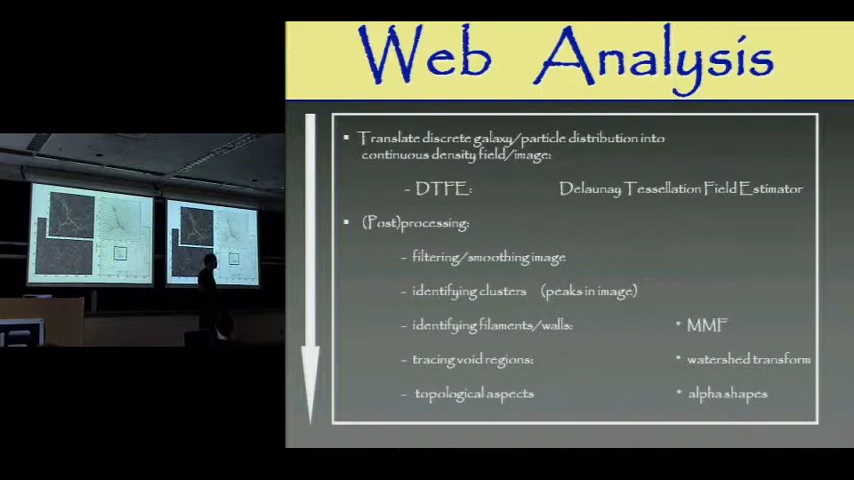 Web Analysis
▪ Translate discrete galaxy/particle distribution into
continuous density field/image:
- DTFE: Delaunay Tessellation Field Estimator
▪ (Post)processing:
- filtering/smoothing image
- identifying clusters (peaks in image)
- identifying filaments/walls: * MMF
- tracing void regions: * watershed transform
- topological aspects * alpha shapes